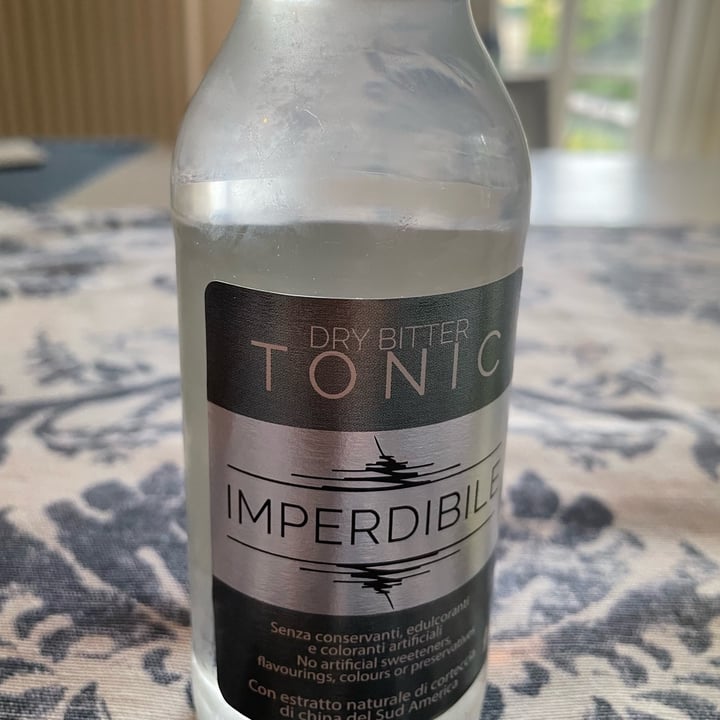 DRY BITTER
TONIC
IMPERDIBILE
Senza conservanti, edulcoranti
e coloranti artificiali
No artificial sweeteners,
flavourings, colours or preservatives
Con estratto naturale di corteccia
di china del Sud America